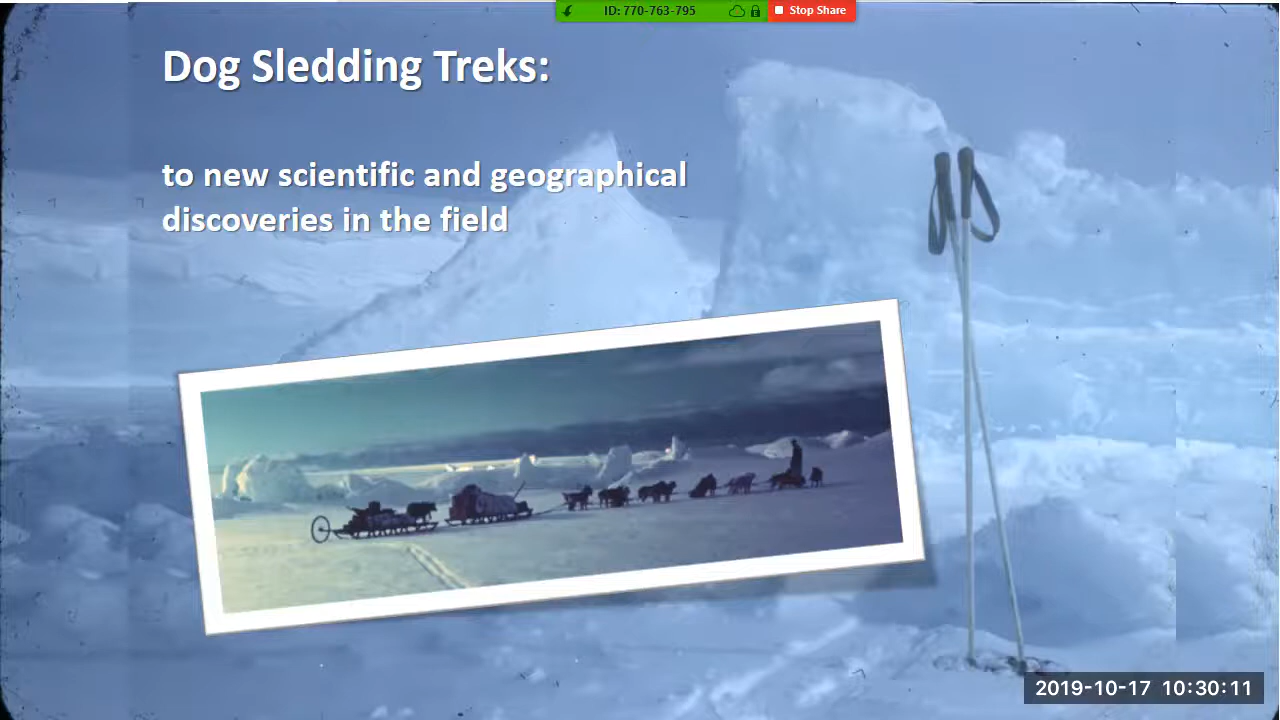 ID: 770-763-795
Stop Share
Dog Sledding Treks:
to new scientific and geographical
discoveries in the field
2019-10-17 10:30:11